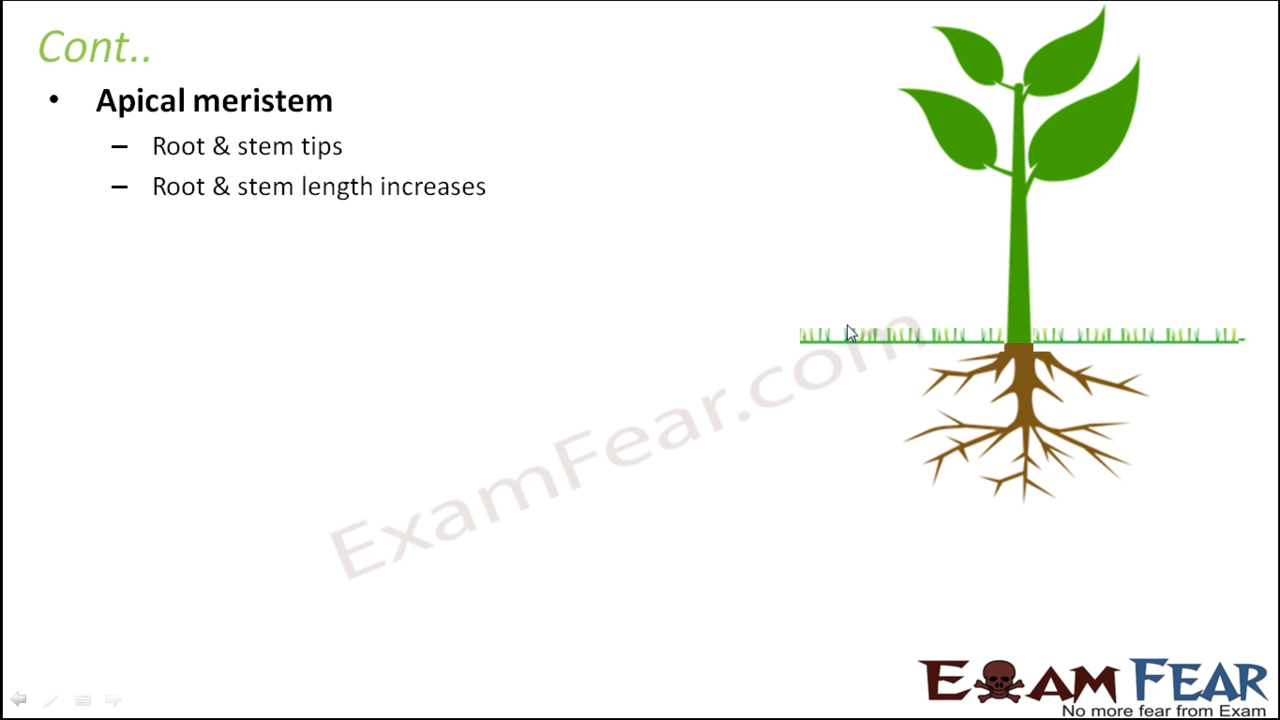 Cont..
• Apical meristem
– Root & stem tips
– Root & stem length increases
ExamFear.com
EXAM FEAR
No more fear from Exam